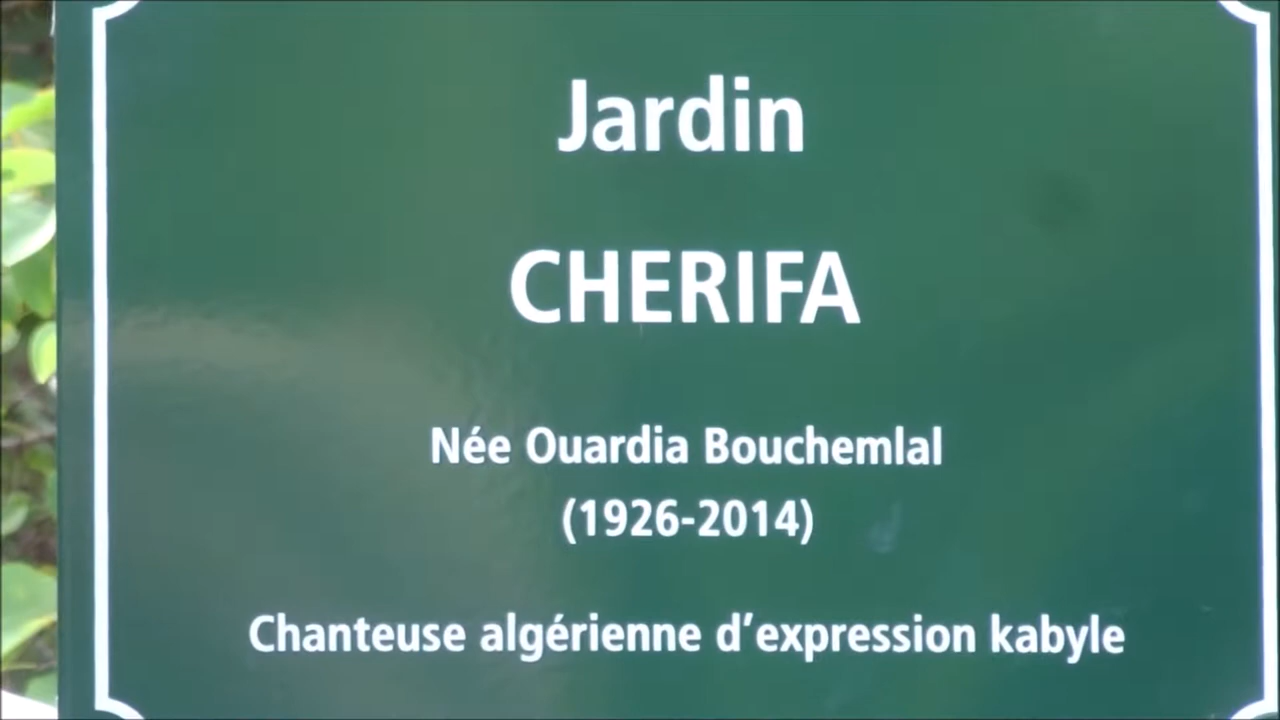 Jardin
CHERIFA
Née Ouardia Bouchemlal
(1926-2014)
Chanteuse algérienne d'expression kabyle